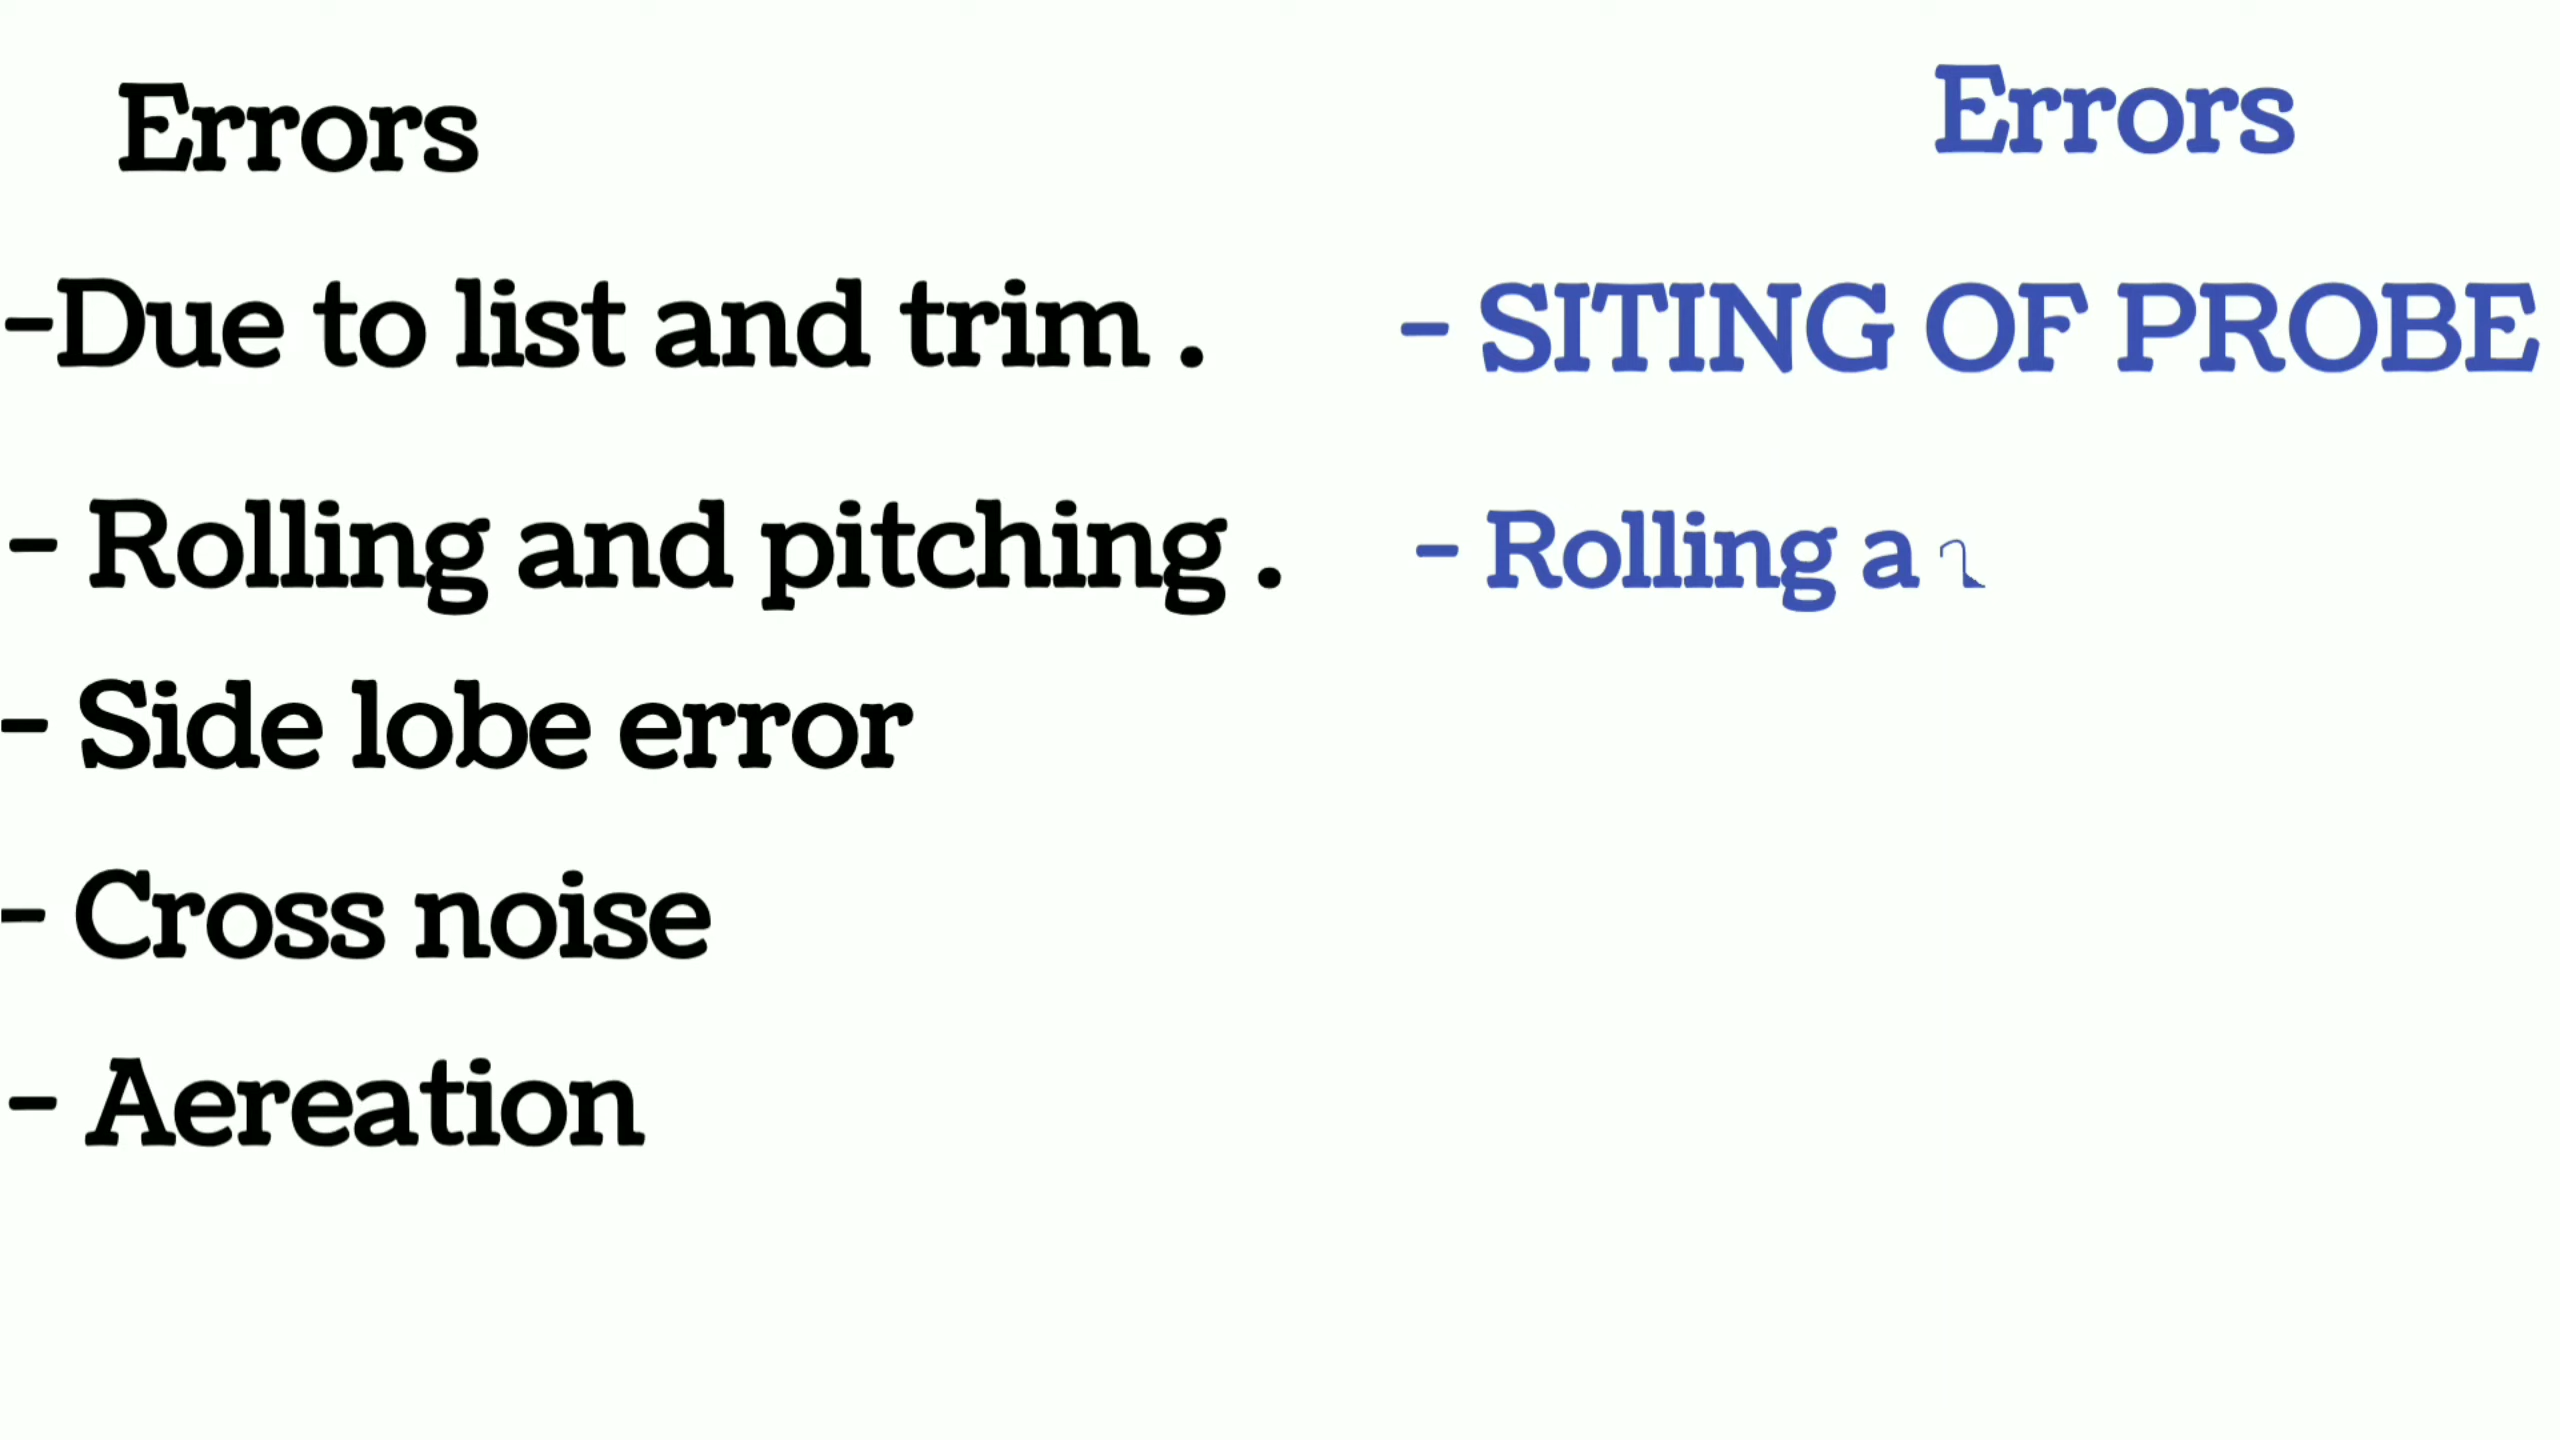 Errors
-Due to list and trim .
- Rolling and pitching .
- Side lobe error
- Cross noise
- Aereation
Errors
- SITING OF PROBE
- Rolling a